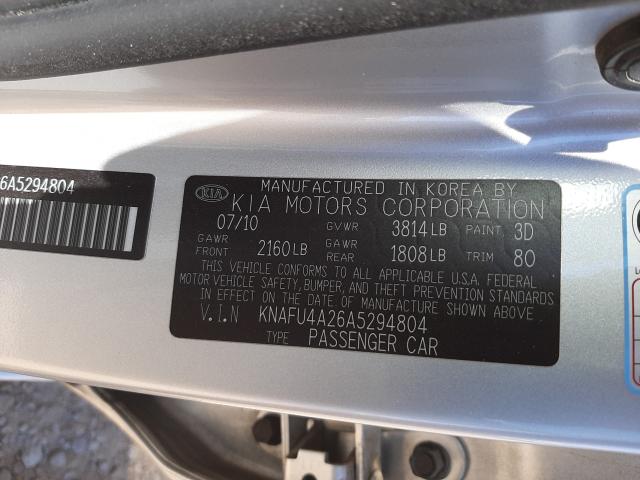 26A5294804
KIA
MANUFACTURED IN KOREA BY
KIA MOTORS CORPORATION
07/10 GVWR 3814 LB PAINT 3D
GAWR FRONT 2160 LB GAWR REAR 1808 LB TRIM 80
THIS VEHICLE CONFORMS TO ALL APPLICABLE U.S.A. FEDERAL
MOTOR VEHICLE SAFETY, BUMPER, AND THEFT PREVENTION STANDARDS
IN EFFECT ON THE DATE OF MANUFACTURE SHOWN ABOVE
V.I.N KNAFU4A26A5294804
TYPE PASSENGER CAR